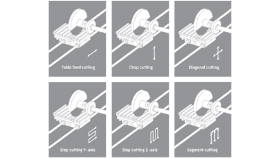 Table feed cutting
Chop cutting
Diagonal cutting
Step cutting Y-axis
Step cutting Z-axis
Segment cutting